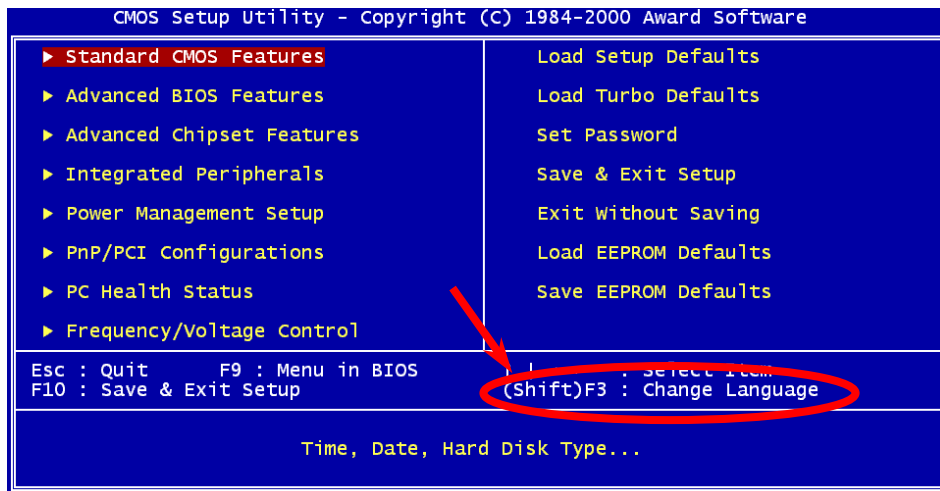 CMOS Setup Utility - Copyright (C) 1984-2000 Award Software
▶ Standard CMOS Features
▶ Advanced BIOS Features
▶ Advanced Chipset Features
▶ Integrated Peripherals
▶ Power Management Setup
▶ PnP/PCI Configurations
▶ PC Health Status
▶ Frequency/Voltage Control
Load Setup Defaults
Load Turbo Defaults
Set Password
Save & Exit Setup
Exit Without Saving
Load EEPROM Defaults
Save EEPROM Defaults
Esc : Quit F9 : Menu in BIOS
F10 : Save & Exit Setup
: Select Item
(Shift)F3 : Change Language
Time, Date, Hard Disk Type...